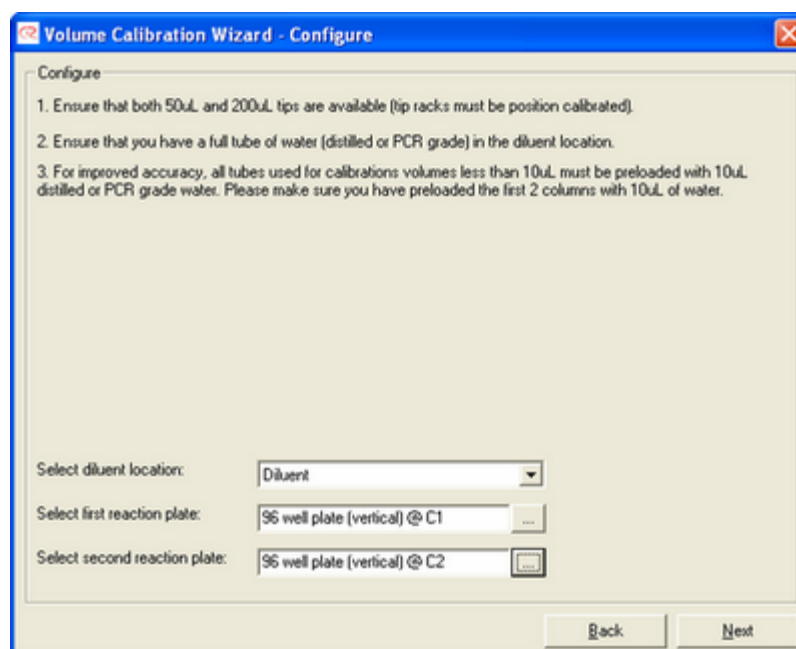 Volume Calibration Wizard - Configure
Configure
1. Ensure that both 50uL and 200uL tips are available (tip racks must be position calibrated).
2. Ensure that you have a full tube of water (distilled or PCR grade) in the diluent location.
3. For improved accuracy, all tubes used for calibrations volumes less than 10uL must be preloaded with 10uL
distilled or PCR grade water. Please make sure you have preloaded the first 2 columns with 10uL of water.
Select diluent location: Diluent
Select first reaction plate: 96 well plate (vertical) @ C1 ...
Select second reaction plate: 96 well plate (vertical) @ C2 ...
Back Next